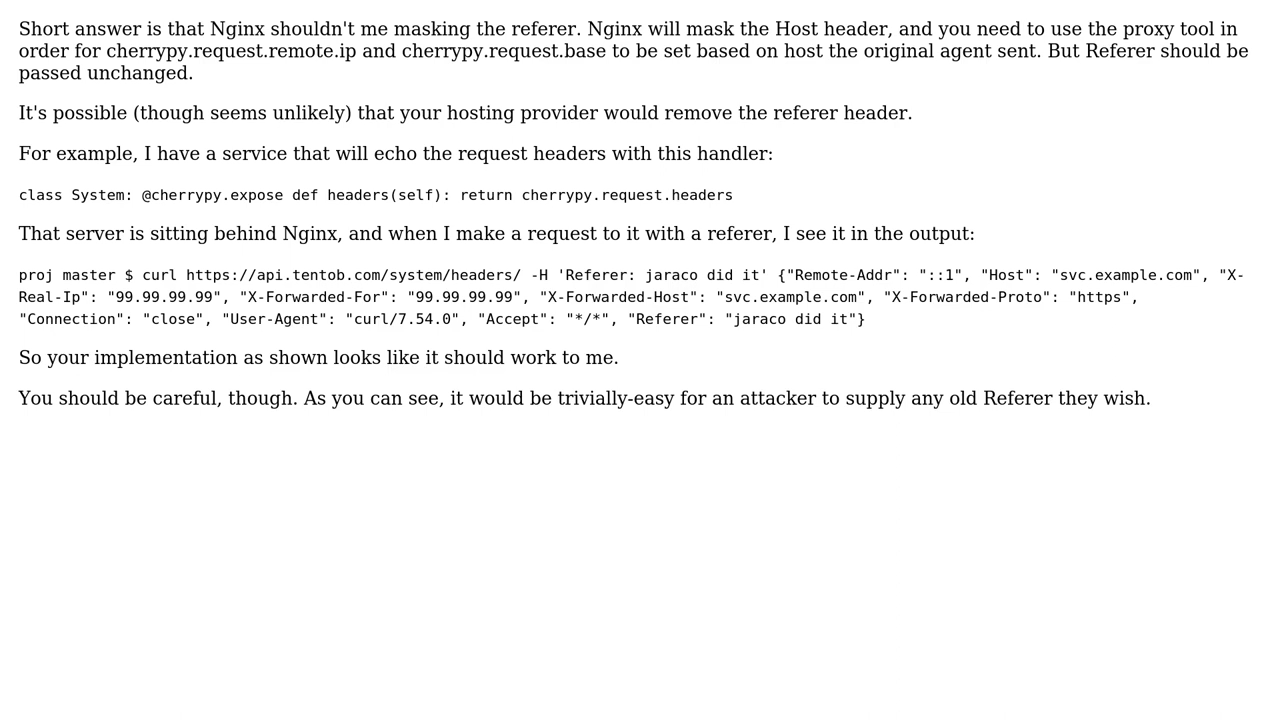 Short answer is that Nginx shouldn't me masking the referer. Nginx will mask the Host header, and you need to use the proxy tool in
order for cherrypy.request.remote.ip and cherrypy.request.base to be set based on host the original agent sent. But Referer should be
passed unchanged.
It's possible (though seems unlikely) that your hosting provider would remove the referer header.
For example, I have a service that will echo the request headers with this handler:
class System: @cherrypy.expose def headers(self): return cherrypy.request.headers
That server is sitting behind Nginx, and when I make a request to it with a referer, I see it in the output:
proj master $ curl https://api.tentob.com/system/headers/ -H 'Referer: jaraco did it' {"Remote-Addr": "::1", "Host": "svc.example.com", "X-
Real-Ip": "99.99.99.99", "X-Forwarded-For": "99.99.99.99", "X-Forwarded-Host": "svc.example.com", "X-Forwarded-Proto": "https",
"Connection": "close", "User-Agent": "curl/7.54.0", "Accept": "*/*", "Referer": "jaraco did it"}
So your implementation as shown looks like it should work to me.
You should be careful, though. As you can see, it would be trivially-easy for an attacker to supply any old Referer they wish.